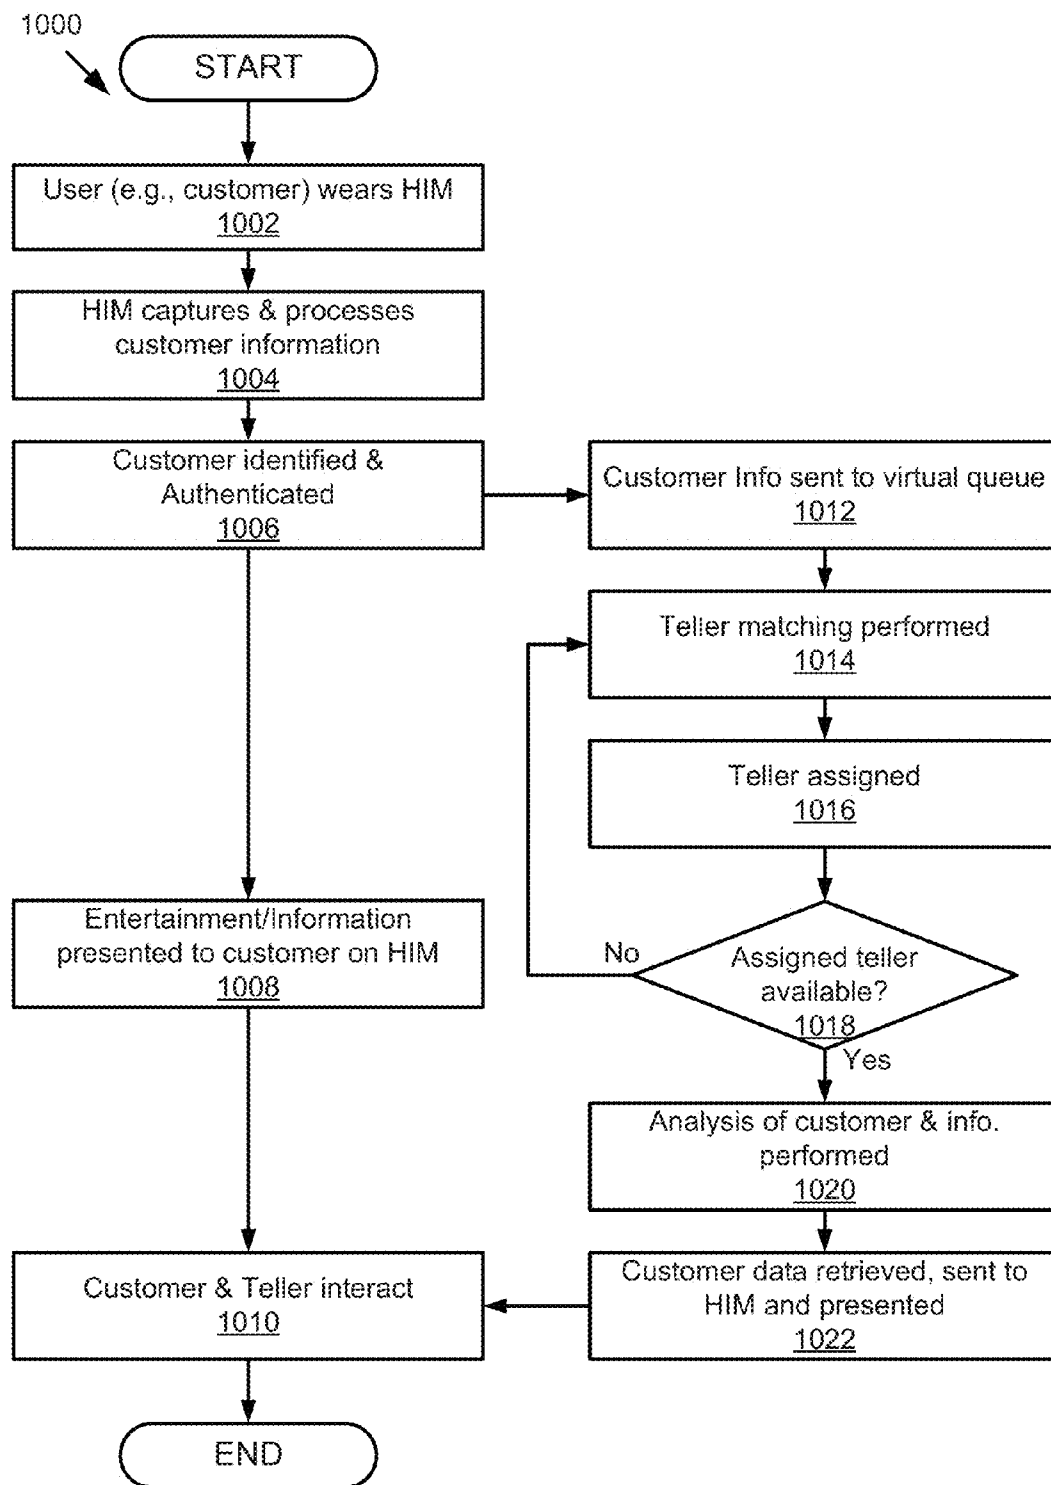 1000
START
User (e.g., customer) wears HIM
1002
HIM captures & processes
customer information
1004
Customer identified &
Authenticated
1006
Customer Info sent to virtual queue
1012
Teller matching performed
1014
Teller assigned
1016
Entertainment/Information
presented to customer on HIM
1008
No
Assigned teller
available?
1018
Yes
Analysis of customer & info.
performed
1020
Customer data retrieved, sent to
HIM and presented
1022
Customer & Teller interact
1010
END